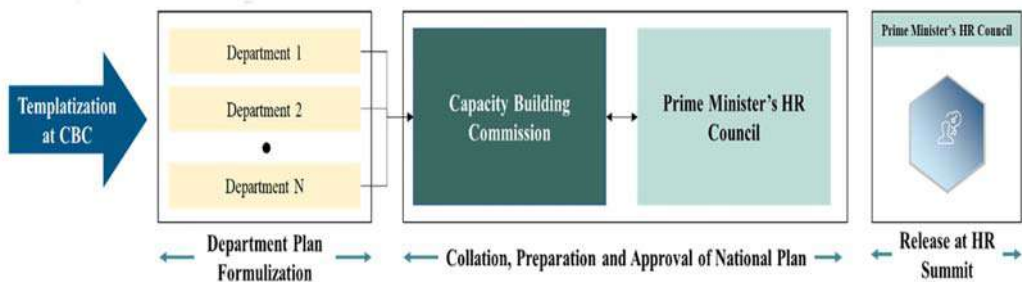 Templatization
at CBC
Department 1
Department 2
Department N
Capacity Building
Commission
Prime Minister's HR
Council
Prime Minister's HR Council
Department Plan
Formulization
Collation, Preparation and Approval of National Plan
Release at HR
Summit